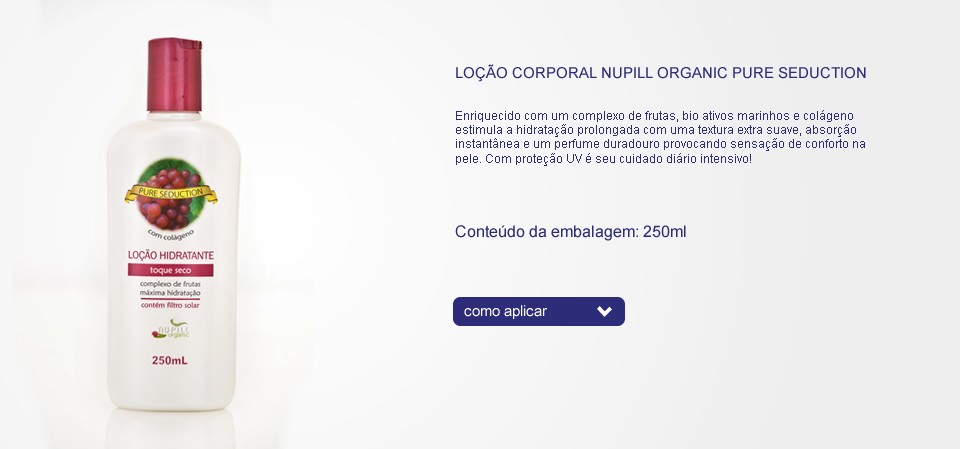 PURE SEDUCTION
com colágeno
LOÇÃO HIDRATANTE
toque seco
complexo de frutas
máxima hidratação
contém filtro solar
NUPILL
organic
250mL
LOÇÃO CORPORAL NUPILL ORGANIC PURE SEDUCTION
Enriquecido com um complexo de frutas, bio ativos marinhos e colágeno
estimula a hidratação prolongada com uma textura extra suave, absorção
instantânea e um perfume duradouro provocando sensação de conforto na
pele. Com proteção UV é seu cuidado diário intensivo!
Conteúdo da embalagem: 250ml
como aplicar